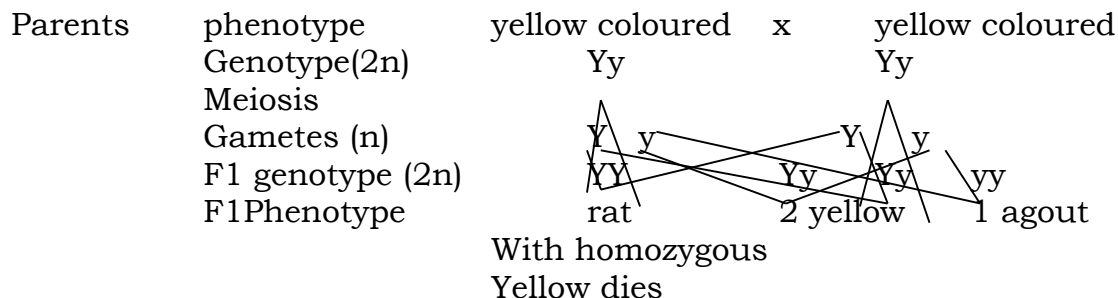 Parents phenotype yellow coloured x yellow coloured
Genotype(2n) Yy Yy
Meiosis
Gametes (n) Y y Y y
F1 genotype (2n) YY Yy Yy yy
F1Phenotype rat 2 yellow 1 agout
With homozygous
Yellow dies